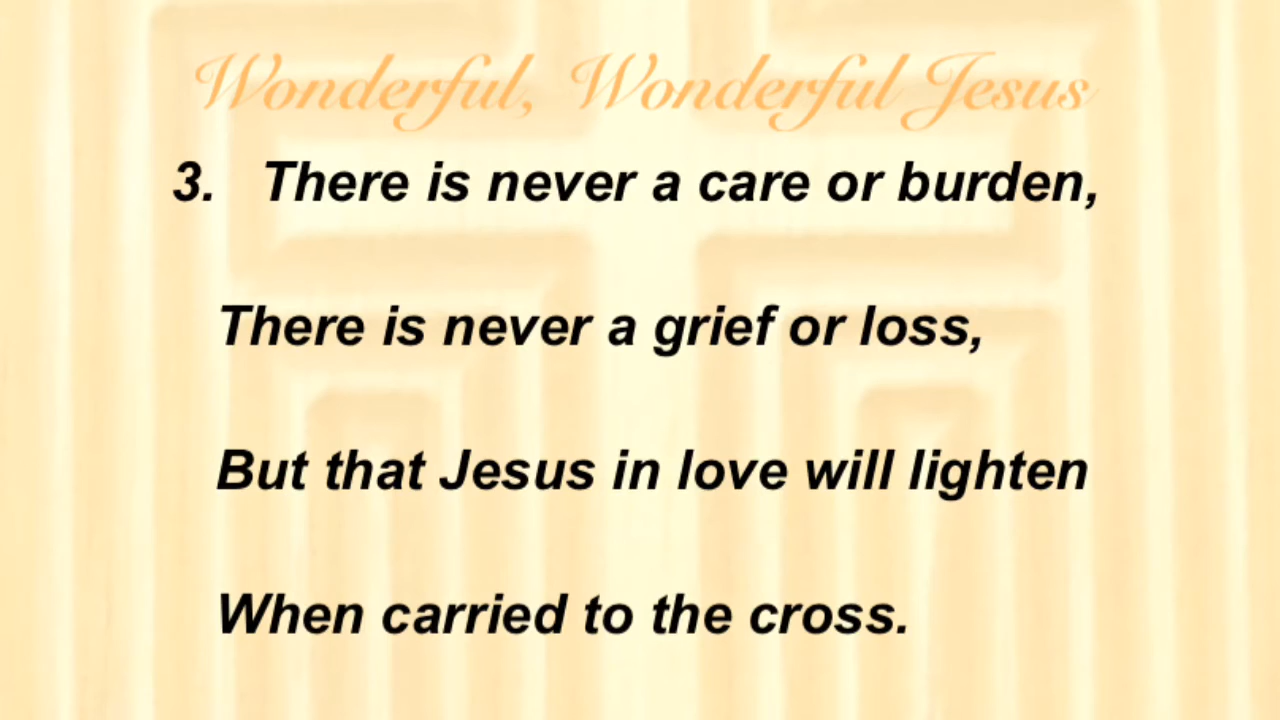 Wonderful, Wonderful Jesus
3. There is never a care or burden,
There is never a grief or loss,
But that Jesus in love will lighten
When carried to the cross.